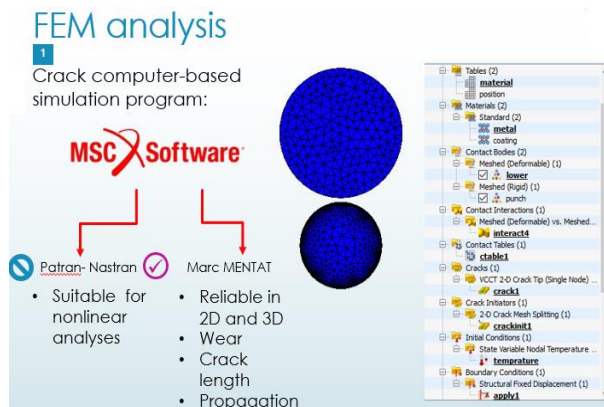 FEM analysis
1
Crack computer-based
simulation program:
MSC Software
Patran- Nastran
• Suitable for
nonlinear
analyses
Marc MENTAT
• Reliable in
2D and 3D
• Wear
• Crack
length
• Propagation
Tables (2)
material
position
Materials (2)
Standard (2)
metal
coating
Contact Bodies (2)
Meshed (Deformable) (1)
lower
Meshed (Rigid) (1)
punch
Contact Interactions (1)
Meshed (Deformable) vs. Meshed...
interact4
Contact Tables (1)
ctable1
Cracks (1)
VCCT 2-D Crack Tip (Single Node) ...
crack1
Crack Initiators (1)
2-D Crack Mesh Splitting (1)
crackinit1
Initial Conditions (1)
State Variable Nodal Temperature ...
temprature
Boundary Conditions (1)
Structural Fixed Displacement (1)
apply1